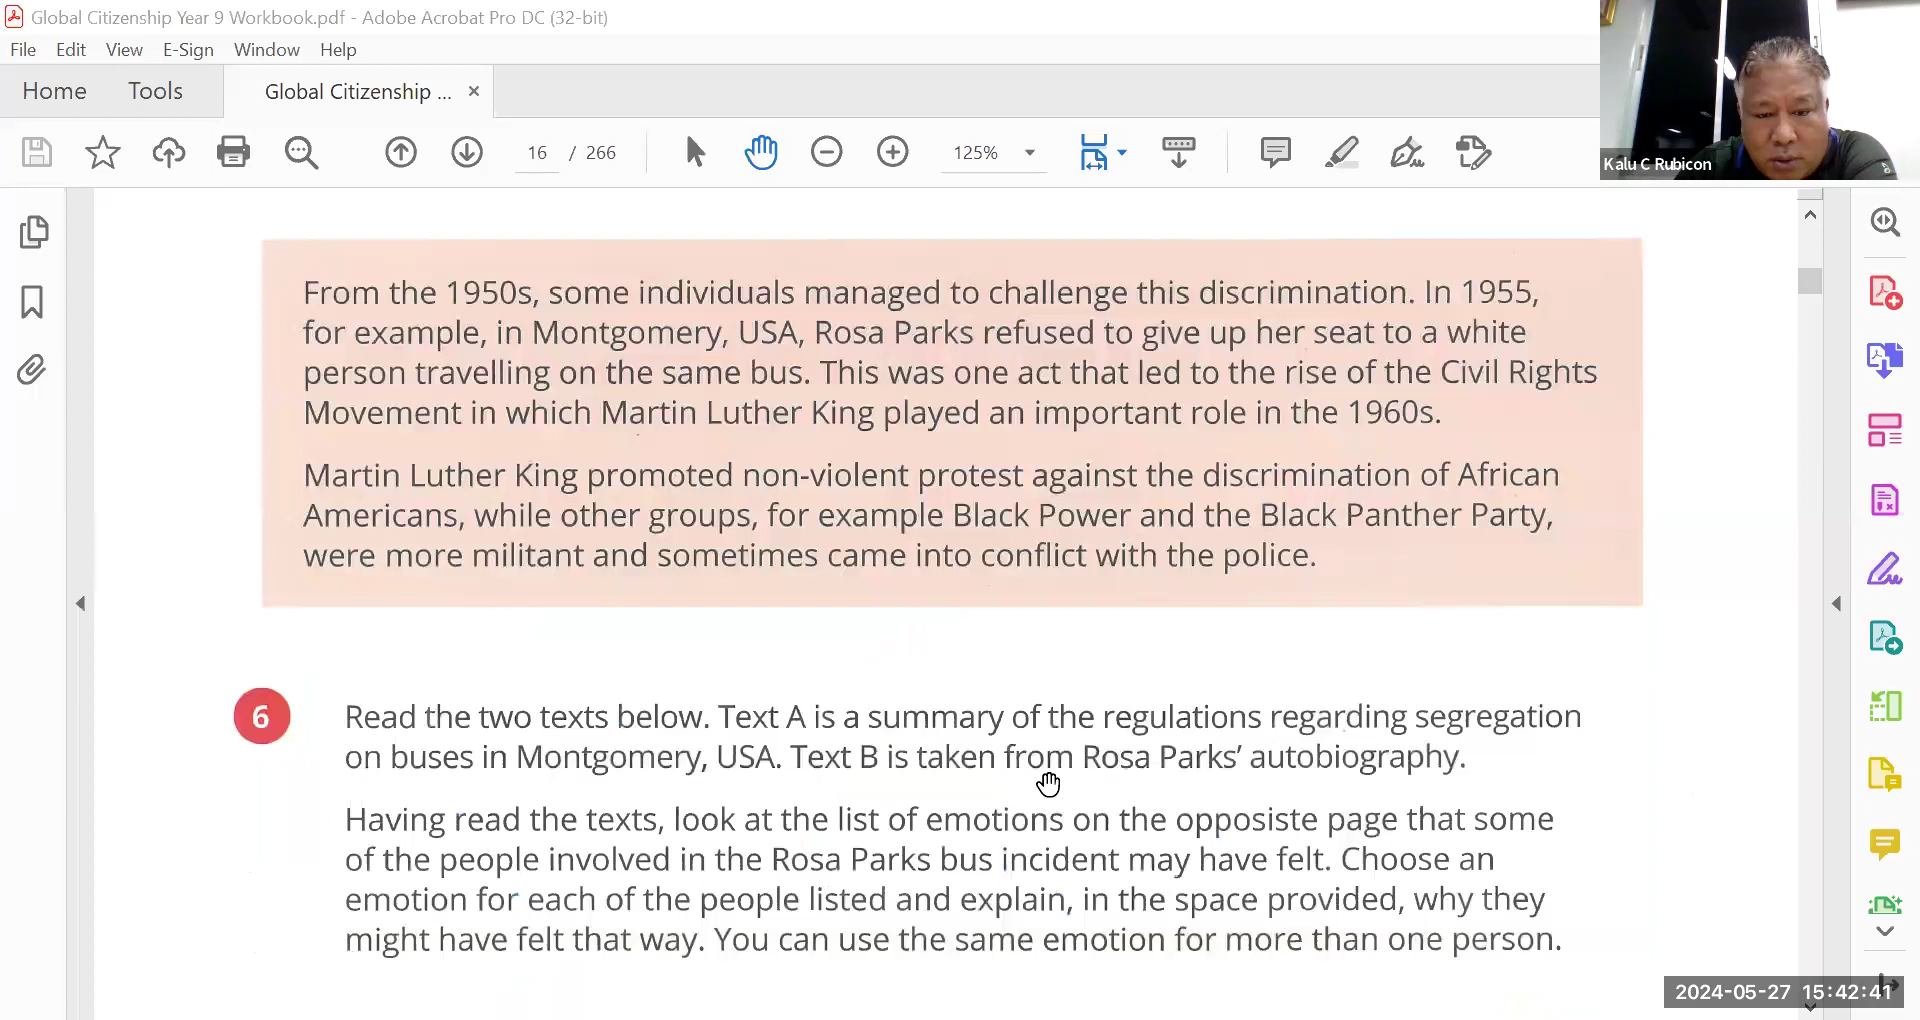 Global Citizenship Year 9 Workbook.pdf - Adobe Acrobat Pro DC (32-bit)
File Edit View E-Sign Window Help
Home Tools Global Citizenship ... ×
16 / 266 125%
Kalu C Rubicon
From the 1950s, some individuals managed to challenge this discrimination. In 1955,
for example, in Montgomery, USA, Rosa Parks refused to give up her seat to a white
person travelling on the same bus. This was one act that led to the rise of the Civil Rights
Movement in which Martin Luther King played an important role in the 1960s.
Martin Luther King promoted non-violent protest against the discrimination of African
Americans, while other groups, for example Black Power and the Black Panther Party,
were more militant and sometimes came into conflict with the police.
6 Read the two texts below. Text A is a summary of the regulations regarding segregation
on buses in Montgomery, USA. Text B is taken from Rosa Parks’ autobiography.
Having read the texts, look at the list of emotions on the opposiste page that some
of the people involved in the Rosa Parks bus incident may have felt. Choose an
emotion for each of the people listed and explain, in the space provided, why they
might have felt that way. You can use the same emotion for more than one person.
2024-05-27 15:42:41